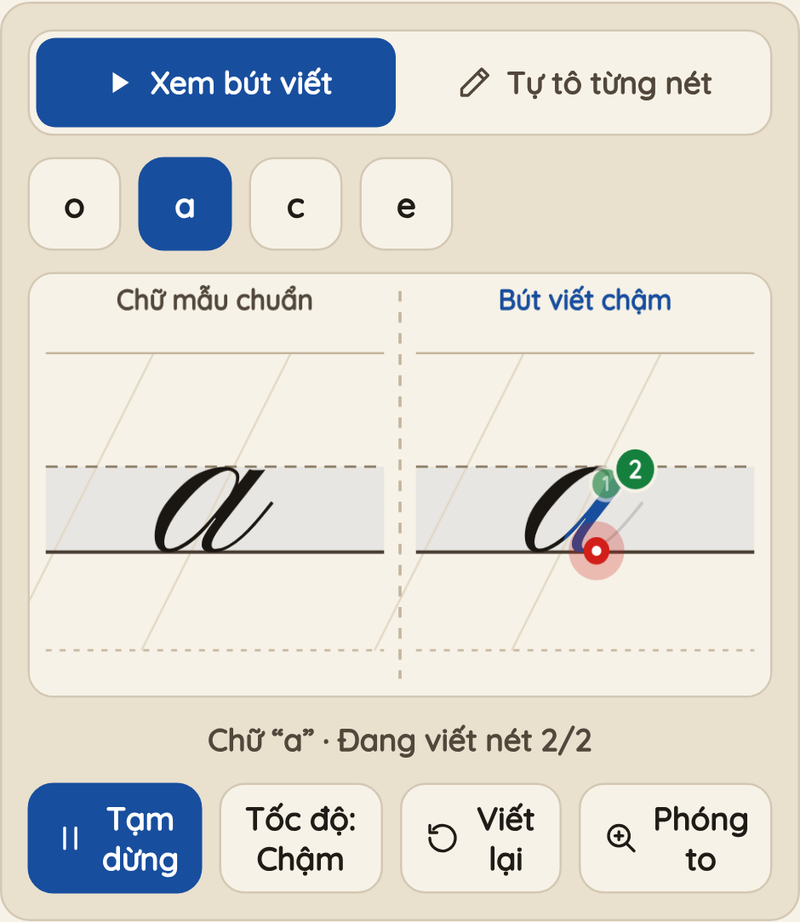 Xem bút viết
Tự tô từng nét
o a c e
Chữ mẫu chuẩn
Bút viết chậm
a
a
1
2
Chữ “a” · Đang viết nét 2/2
Tạm dừng
Tốc độ: Chậm
Viết lại
Phóng to